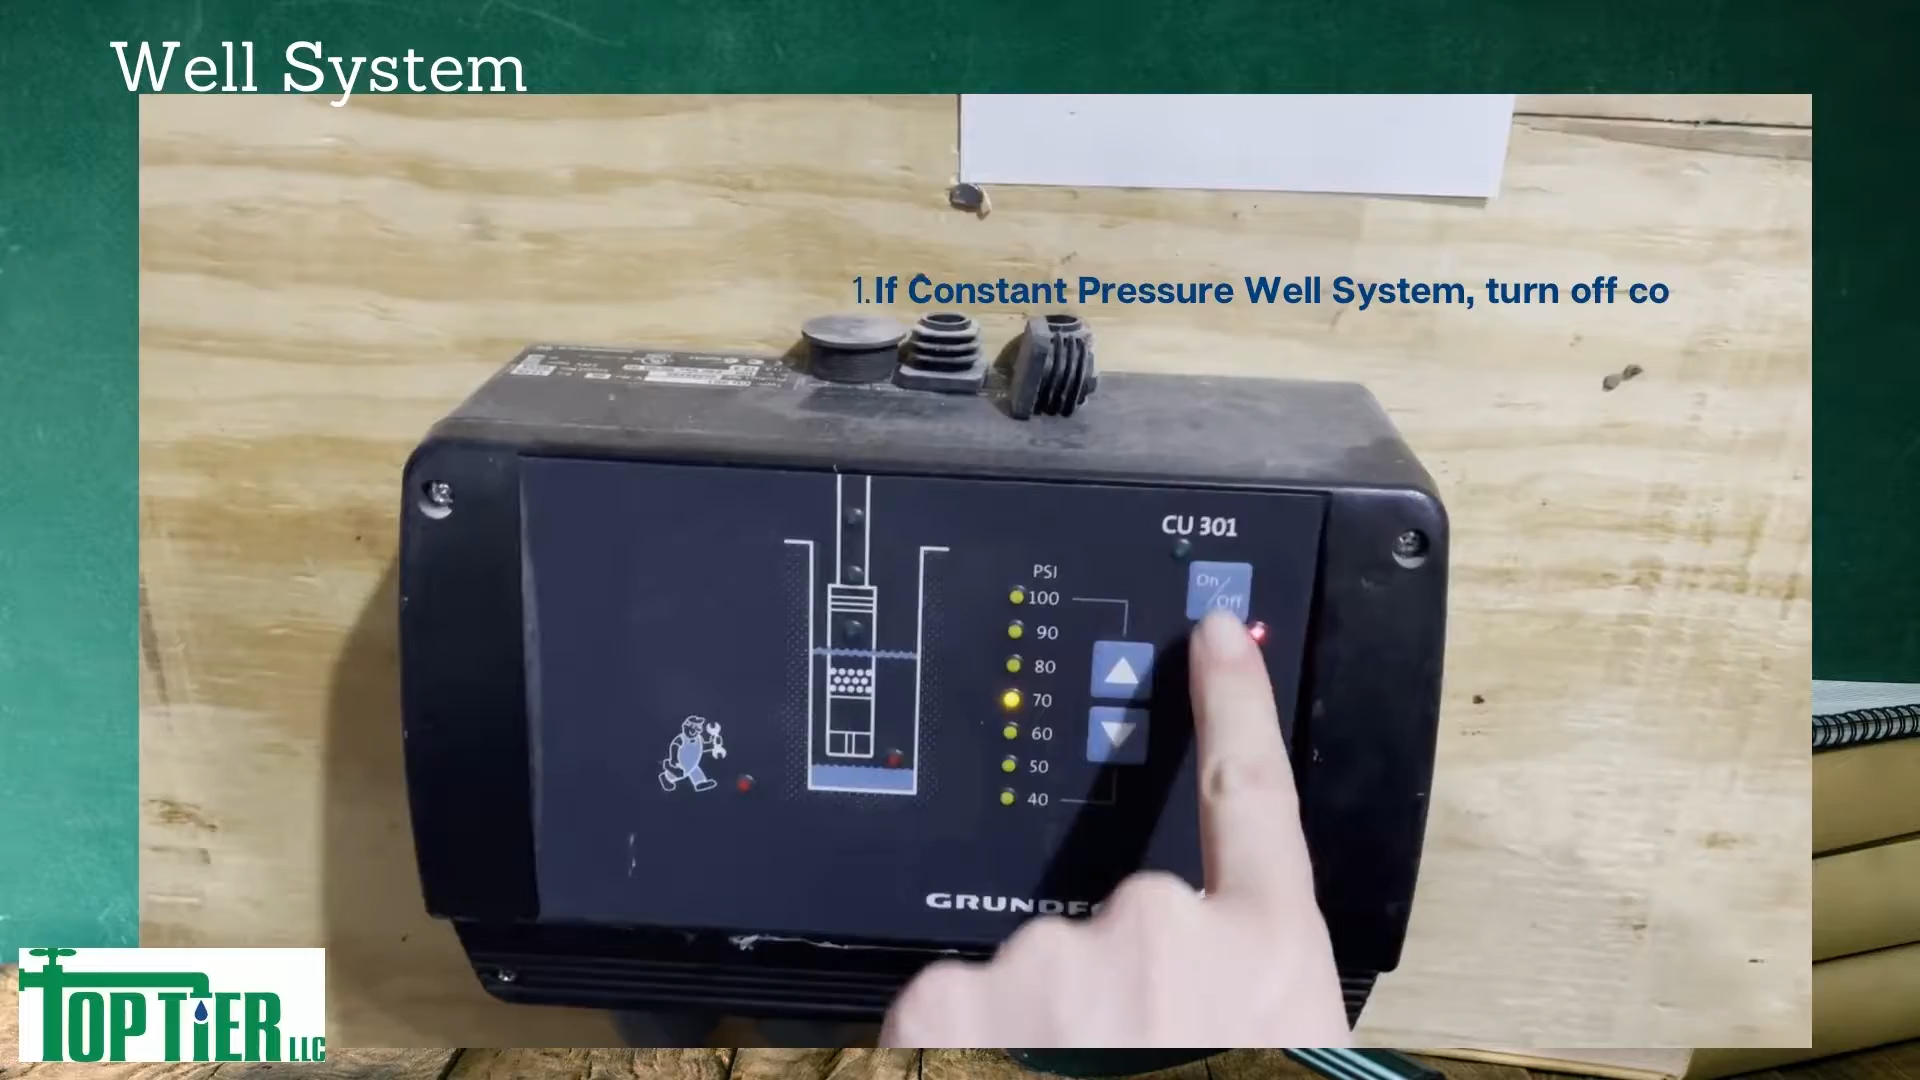 Well System
1. If Constant Pressure Well System, turn off co
CU 301
On/Off
PSI
100
90
80
70
60
50
40
TOP TIER LLC